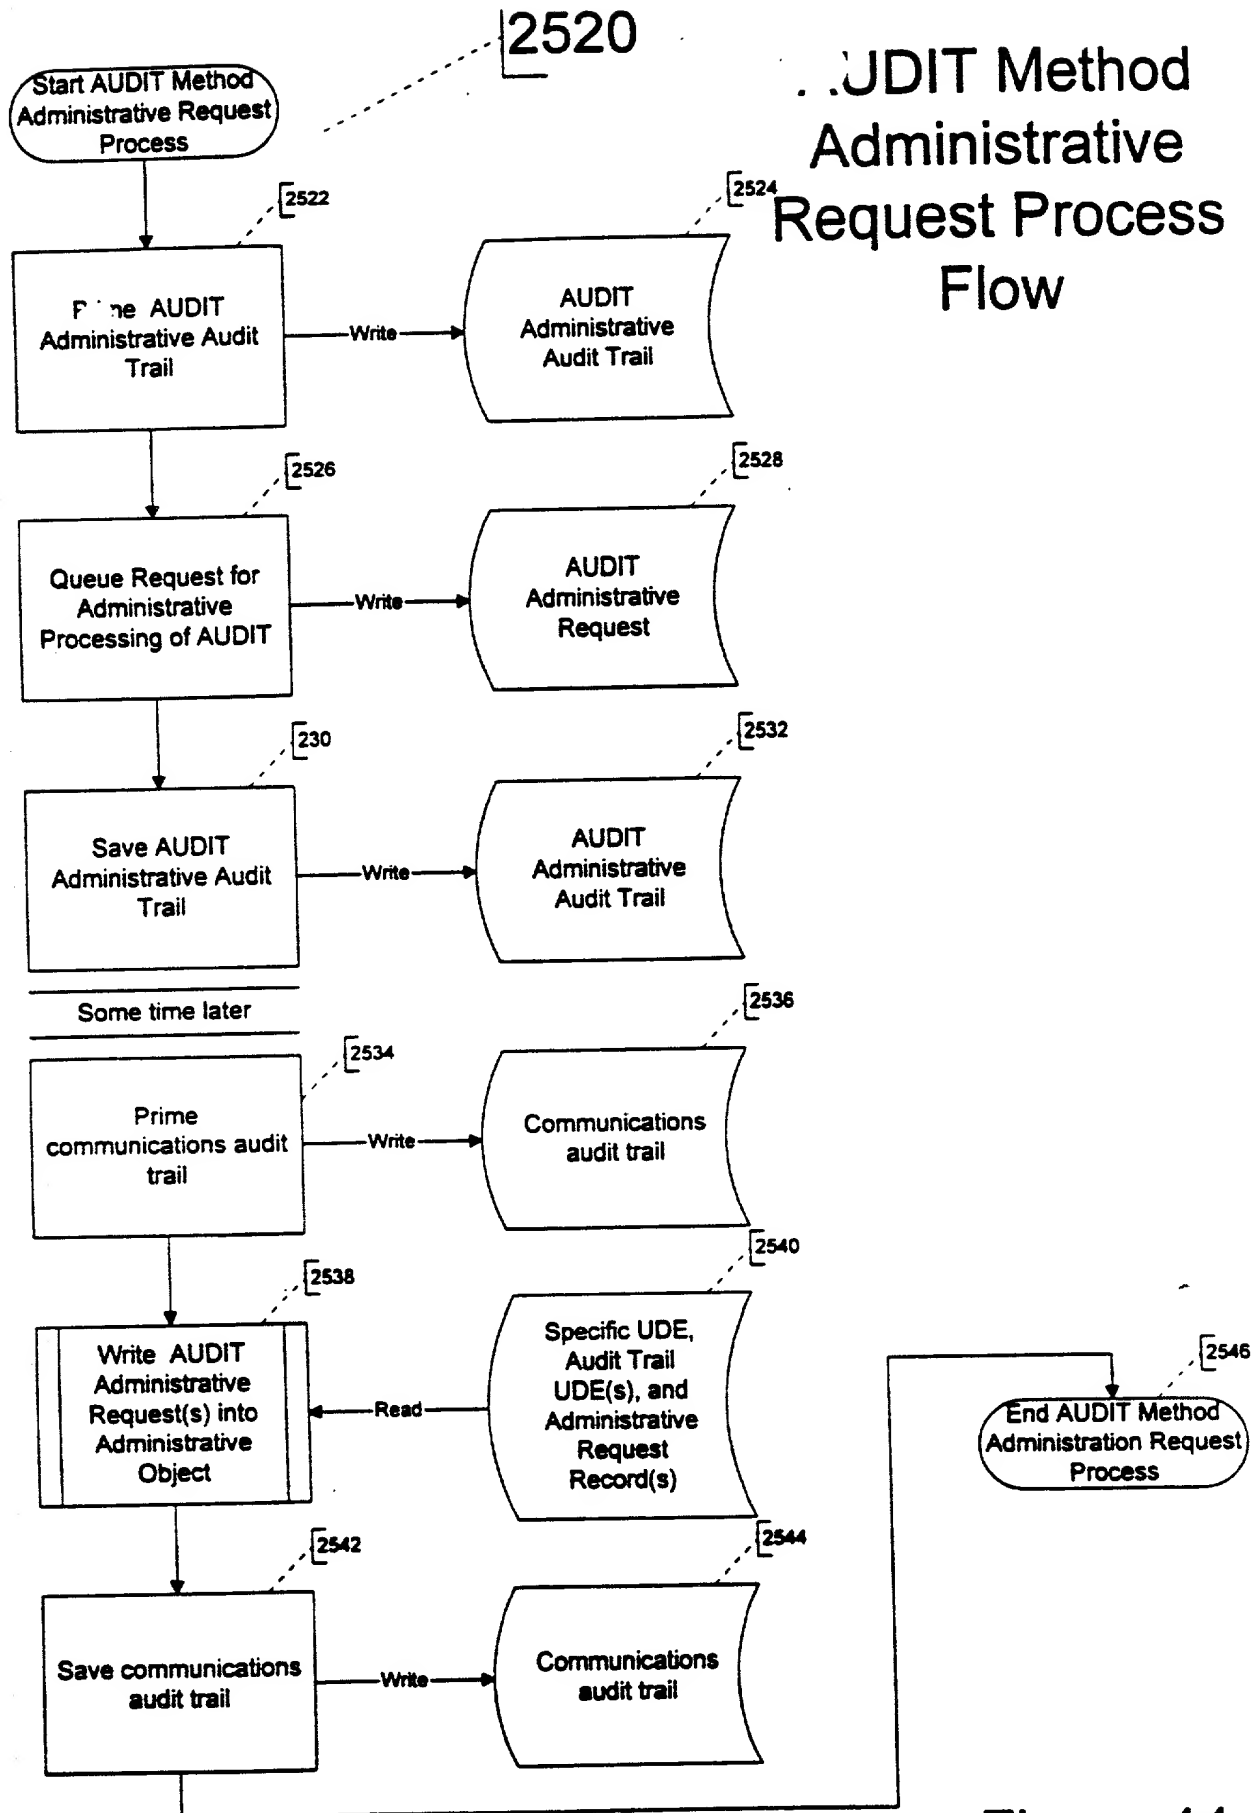 2520
UDIT Method
Administrative
Request Process
Flow
Start AUDIT Method
Administrative Request
Process
2522
2524
AUDIT
Administrative Audit
Trail
Write
AUDIT
Administrative
Audit Trail
2526
2528
Queue Request for
Administrative
Processing of AUDIT
Write
AUDIT
Administrative
Request
230
2532
Save AUDIT
Administrative Audit
Trail
Write
AUDIT
Administrative
Audit Trail
Some time later
2534
2536
Prime
communications audit
trail
Write
Communications
audit trail
2538
2540
Write AUDIT
Administrative
Request(s) into
Administrative
Object
Read
Specific UDE,
Audit Trail
UDE(s), and
Administrative
Request
Record(s)
2546
End AUDIT Method
Administration Request
Process
2542
2544
Save communications
audit trail
Write
Communications
audit trail